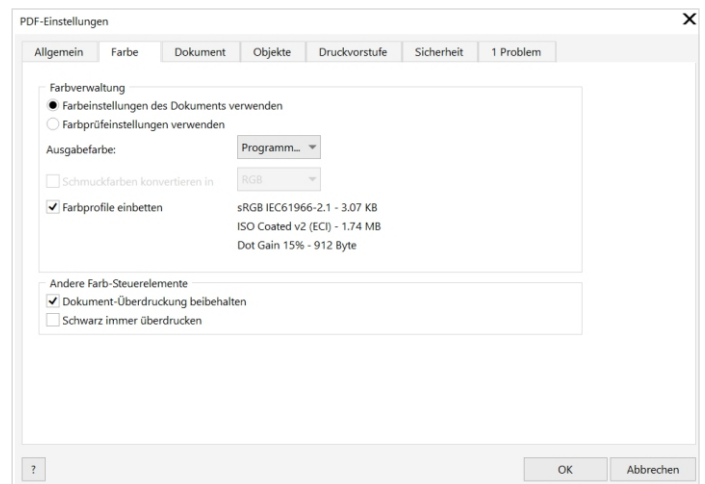 PDF-Einstellungen
Allgemein Farbe Dokument Objekte Druckvorstufe Sicherheit 1 Problem
Farbverwaltung
Farbeinstellungen des Dokuments verwenden
Farbprüfeinstellungen verwenden
Ausgabefarbe: Programm...
Schmuckfarben konvertieren in RGB
Farbprofile einbetten sRGB IEC61966-2.1 - 3.07 KB
ISO Coated v2 (ECI) - 1.74 MB
Dot Gain 15% - 912 Byte
Andere Farb-Steuerelemente
Dokument-Überdruckung beibehalten
Schwarz immer überdrucken
? OK Abbrechen